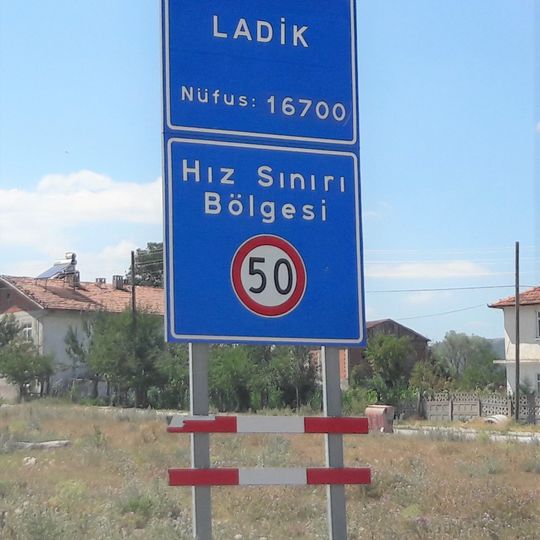 LADİK
Nüfus: 16700
Hız Sınırı
Bölgesi
50